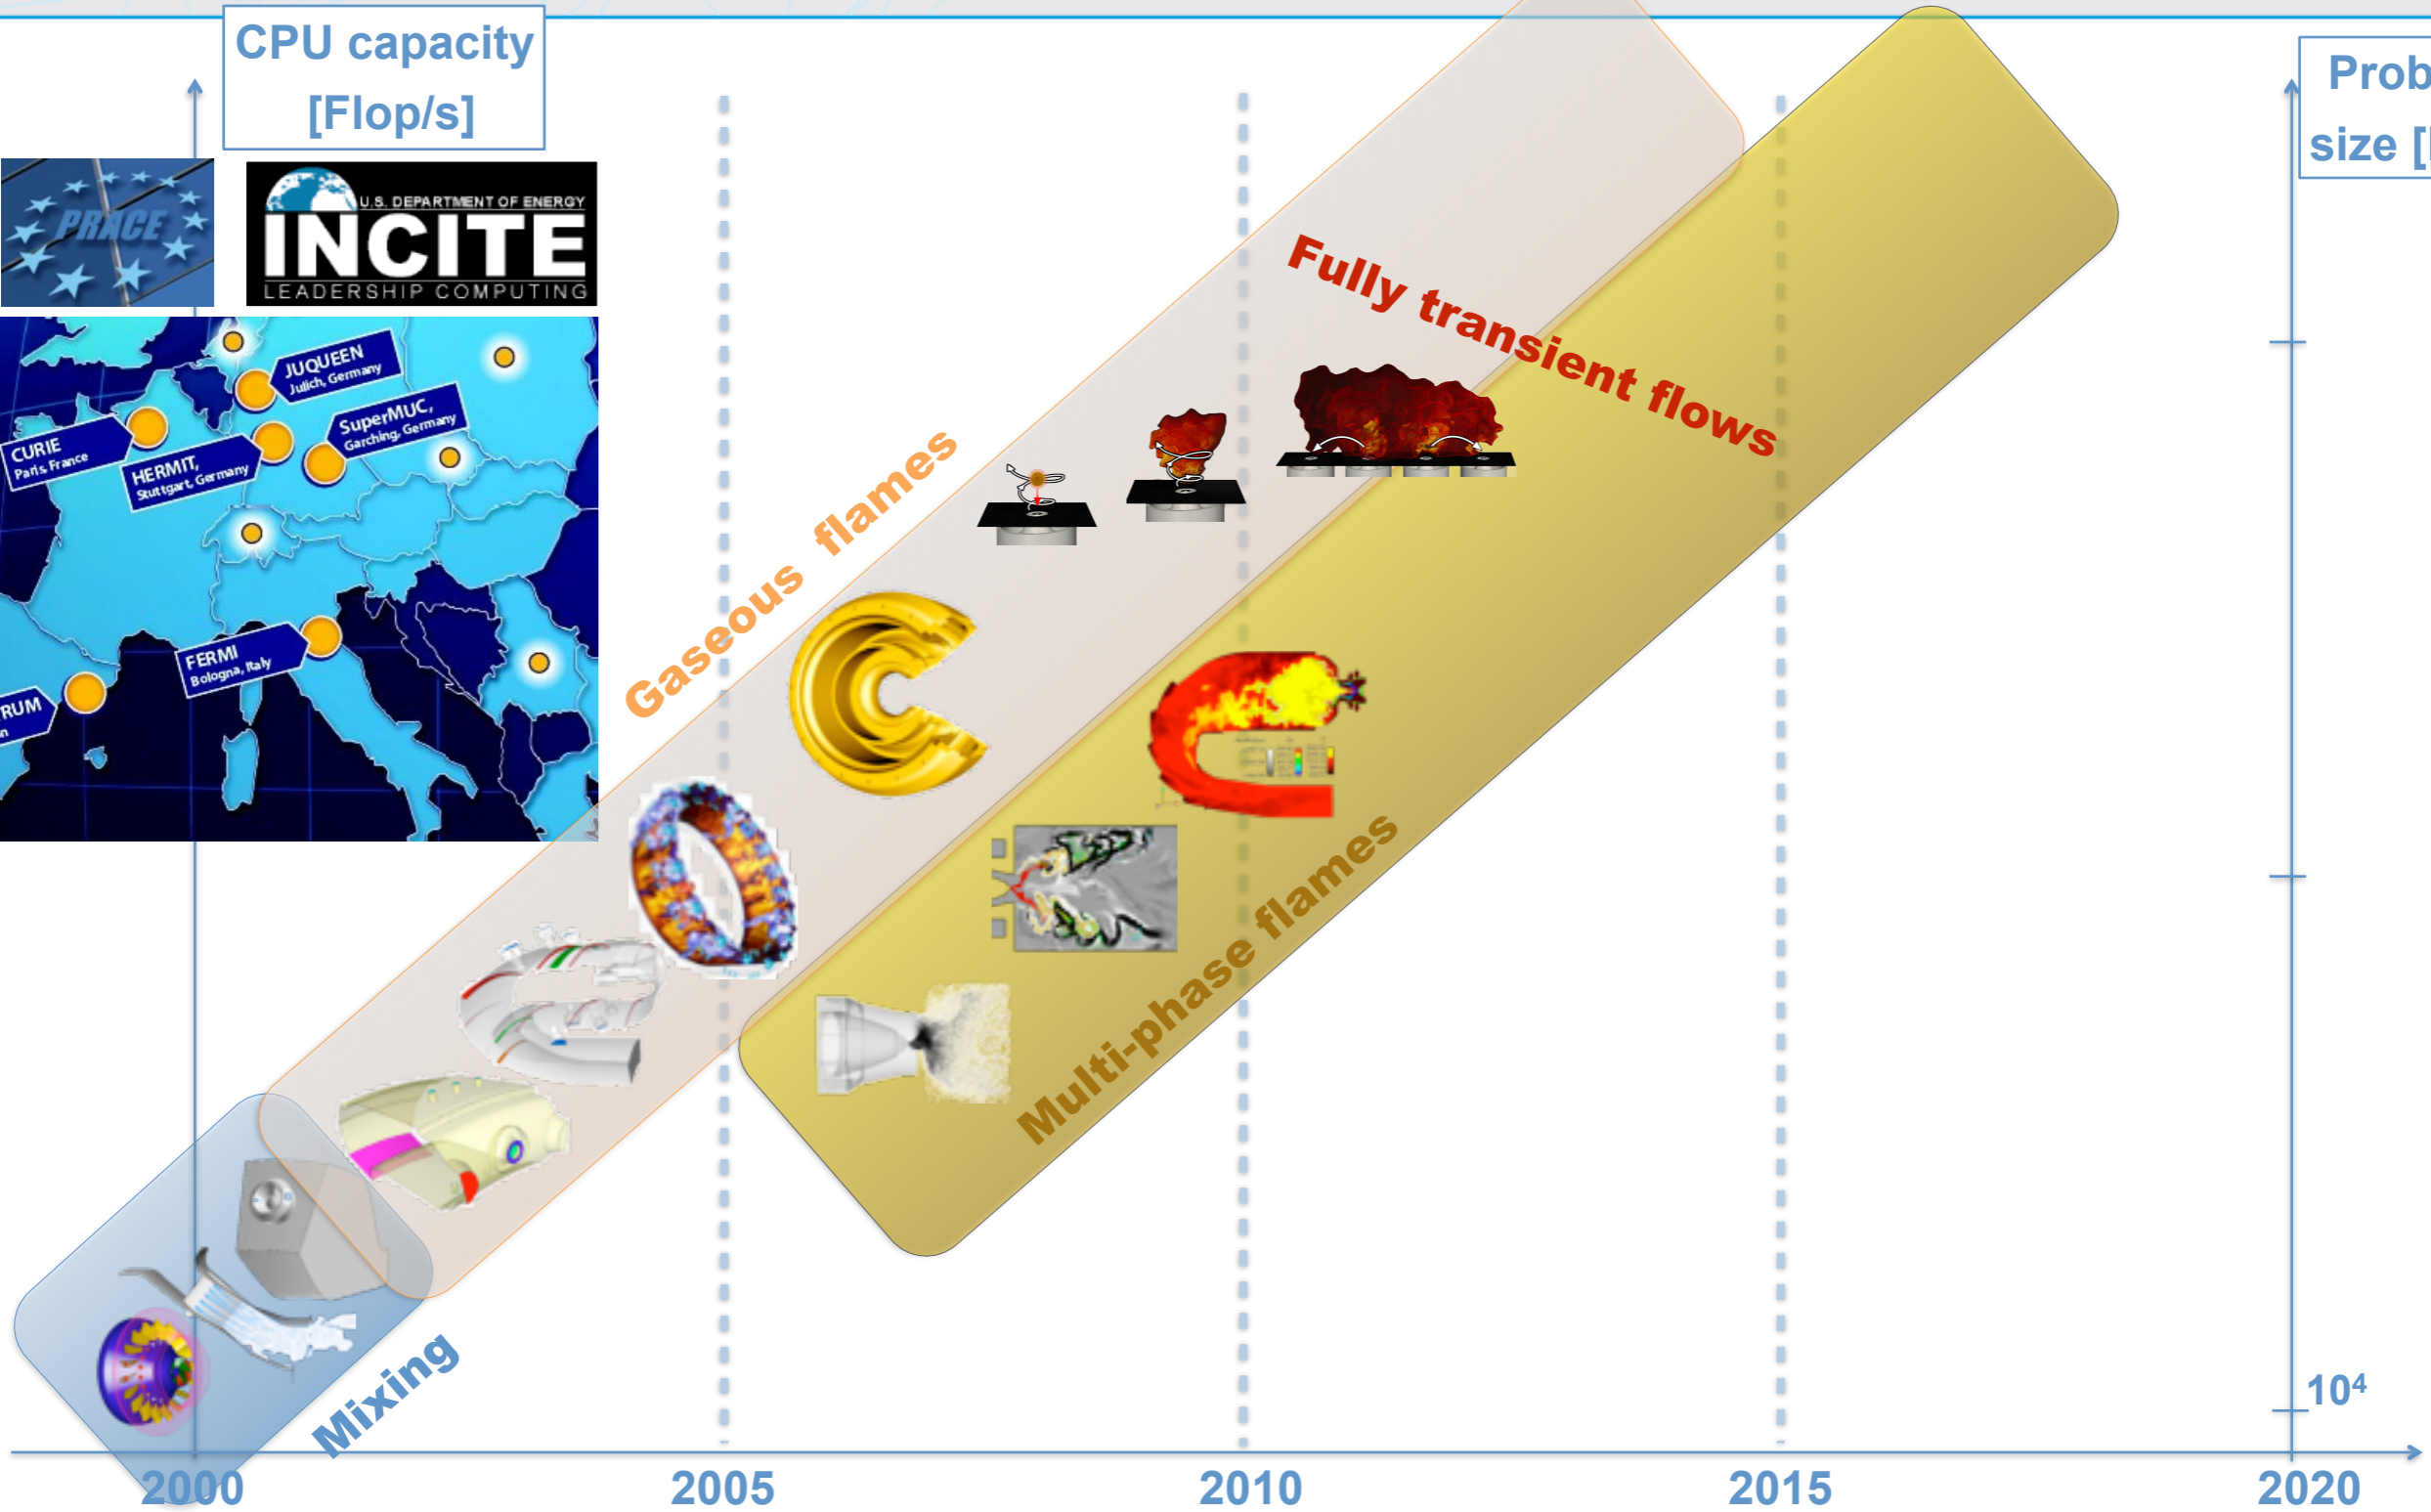 CPU capacity
[Flop/s]
Prob
size [
PRACE
U.S. DEPARTMENT OF ENERGY
INCITE
LEADERSHIP COMPUTING
JUQUEEN
Julich, Germany
SuperMUC,
Garching, Germany
CURIE
Paris, France
HERMIT,
Stuttgart, Germany
FERMI
Bologna, Italy
RUM
n
Fully transient flows
Gaseous flames
Multi-phase flames
Mixing
10⁴
2000
2005
2010
2015
2020